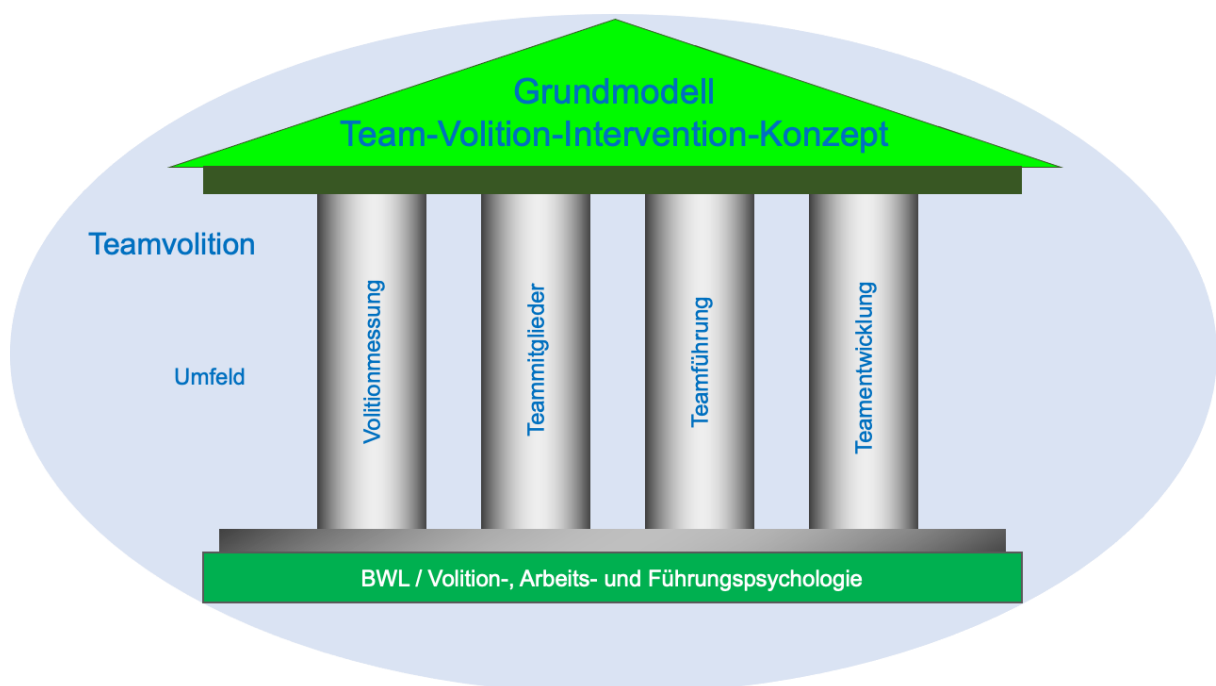 Grundmodell
Team-Volition-Intervention-Konzept
Teamvolition
Umfeld
Volitionmessung
Teammitglieder
Teamführung
Teamentwicklung
BWL / Volition-, Arbeits- und Führungspsychologie